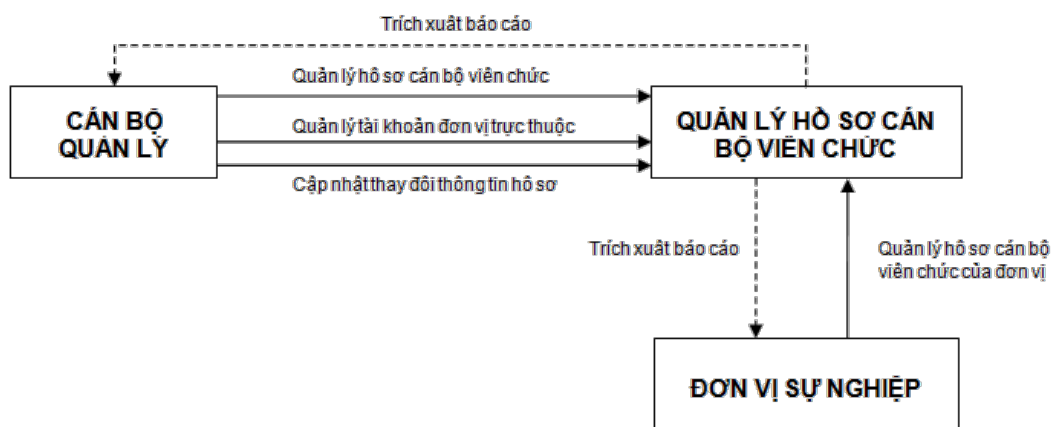 Trích xuất báo cáo
Quản lý hồ sơ cán bộ viên chức
CÁN BỘ
QUẢN LÝ
Quản lý tài khoản đơn vị trực thuộc
QUẢN LÝ HỒ SƠ CÁN
BỘ VIÊN CHỨC
Cập nhật thay đổi thông tin hồ sơ
Trích xuất báo cáo
Quản lý hồ sơ cán bộ
viên chức của đơn vị
ĐƠN VỊ SỰ NGHIỆP